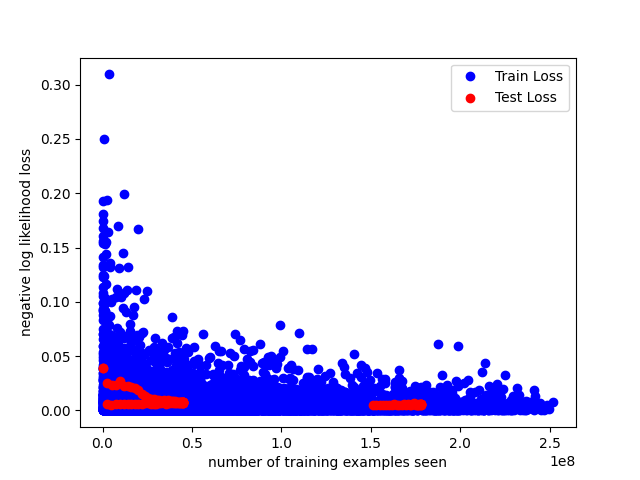 Train Loss
Test Loss
0.30
0.25
0.20
0.15
0.10
0.05
0.00
negative log likelihood loss
0.0 0.5 1.0 1.5 2.0 2.5
1e8
number of training examples seen